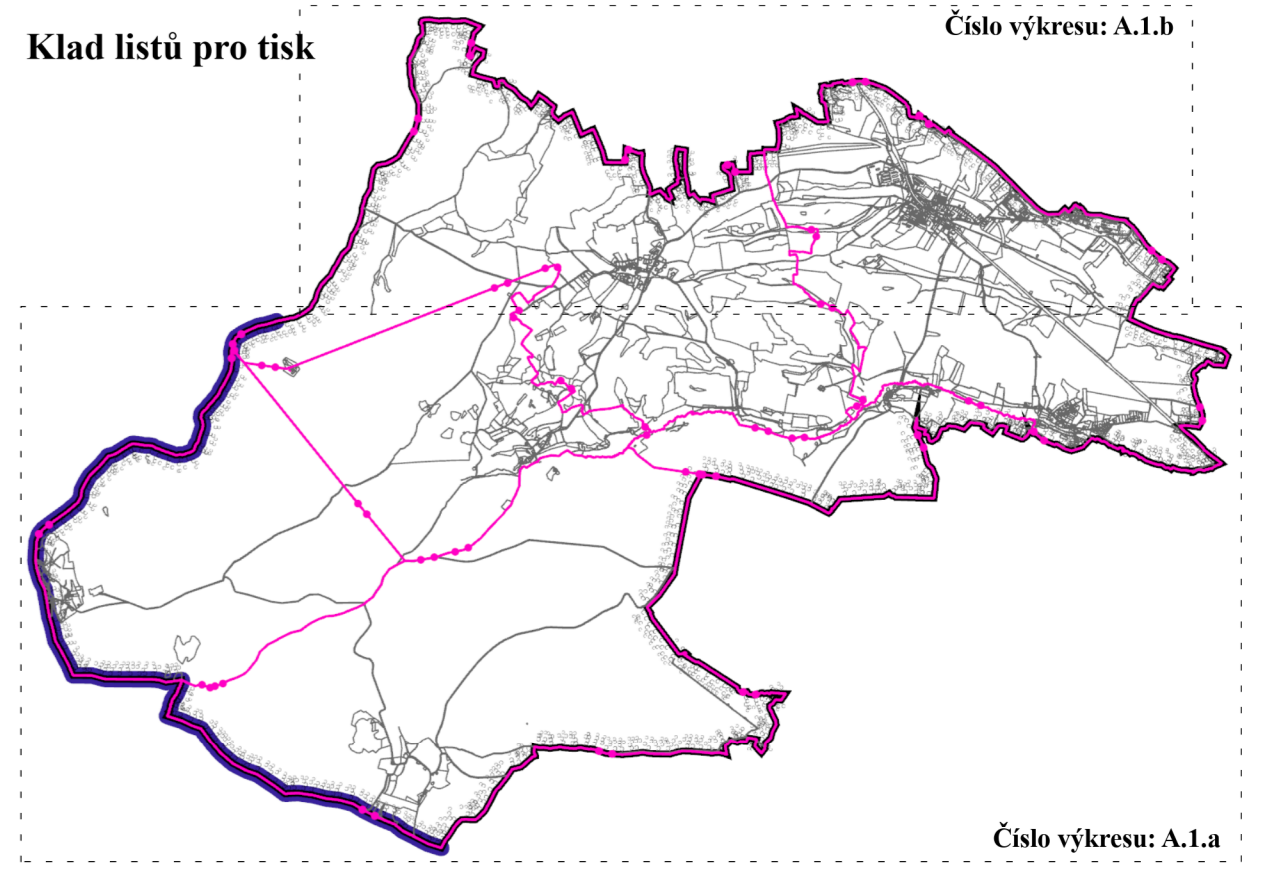 Číslo výkresu: A.1.b
Klad listů pro tisk
Číslo výkresu: A.1.a